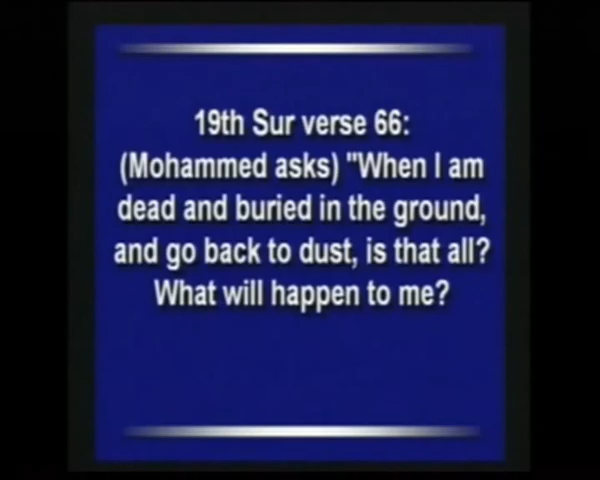 19th Sur verse 66:
(Mohammed asks) "When I am
dead and buried in the ground,
and go back to dust, is that all?
What will happen to me?